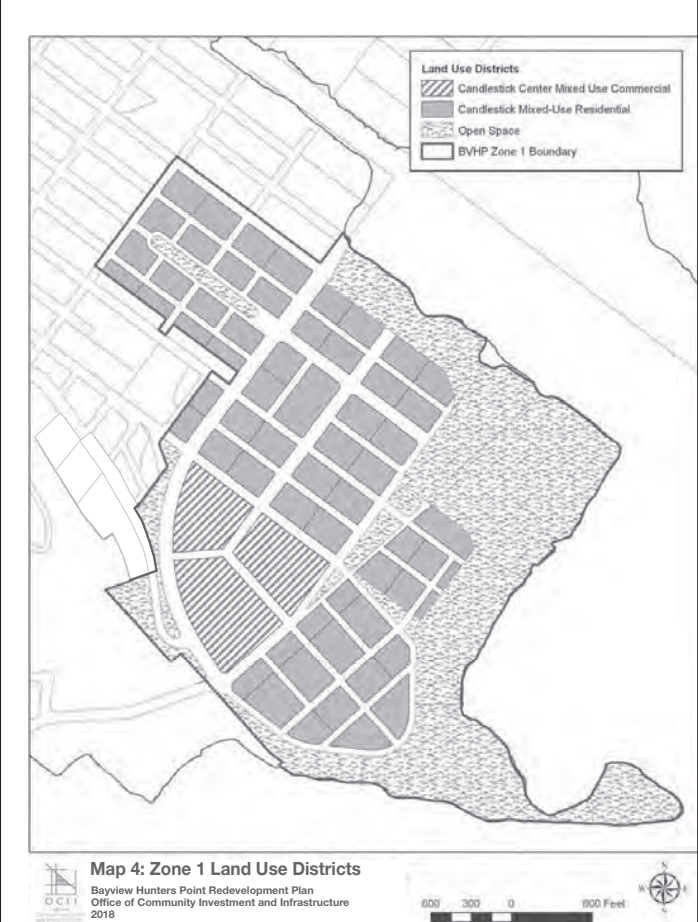 Land Use Districts
Candlestick Center Mixed Use Commercial
Candlestick Mixed-Use Residential
Open Space
BVHP Zone 1 Boundary
Map 4: Zone 1 Land Use Districts
Bayview Hunters Point Redevelopment Plan
Office of Community Investment and Infrastructure
2018
OCII
N
W
E
S
600 300 0 600 Feet